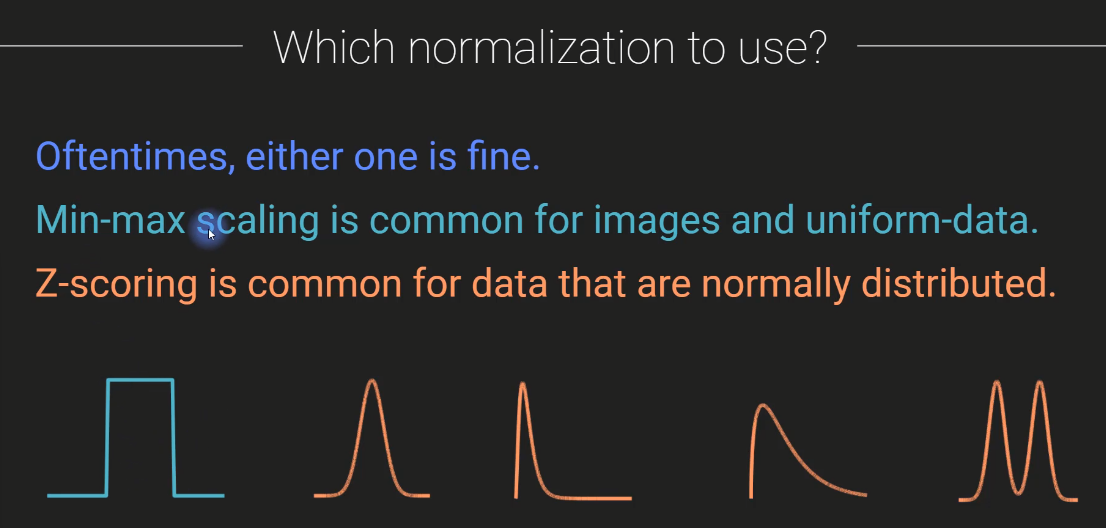 Which normalization to use?
Oftentimes, either one is fine.
Min-max scaling is common for images and uniform-data.
Z-scoring is common for data that are normally distributed.